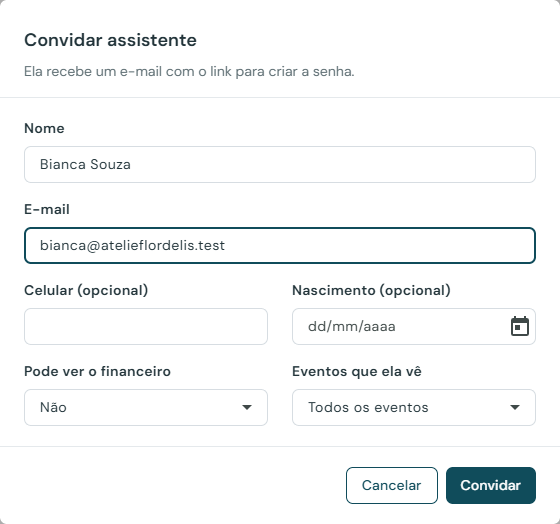 Convidar assistente
Ela recebe um e-mail com o link para criar a senha.
Nome
Bianca Souza
E-mail
bianca@atelieflordelis.test
Celular (opcional) Nascimento (opcional)
dd/mm/aaaa
Pode ver o financeiro Eventos que ela vê
Não Todos os eventos
Cancelar Convidar